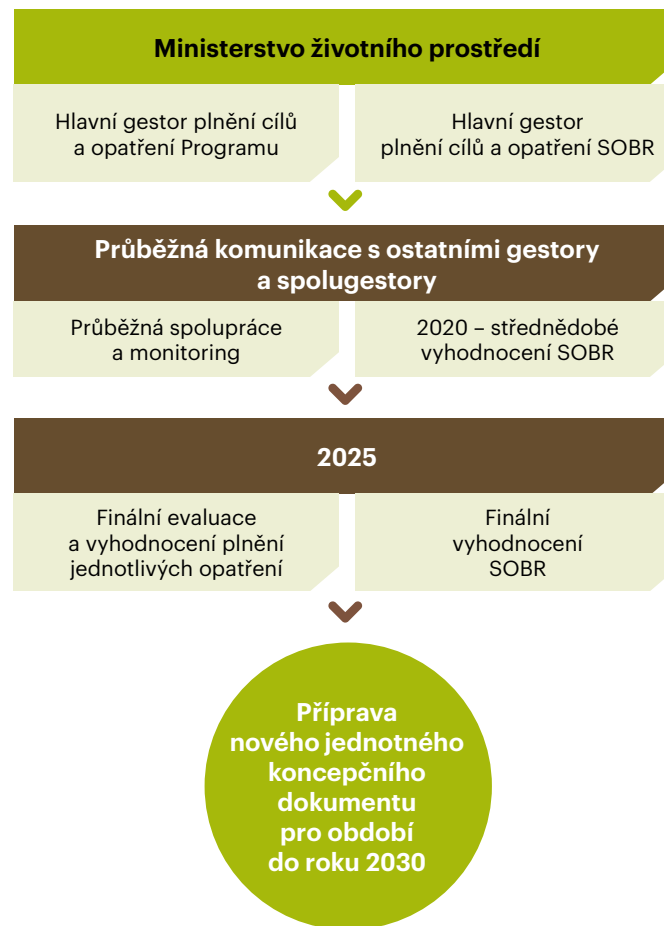 Ministerstvo životního prostředí
Hlavní gestor plnění cílů
a opatření Programu
Hlavní gestor
plnění cílů a opatření SOBR
Průběžná komunikace s ostatními gestory
a spolugestory
Průběžná spolupráce
a monitoring
2020 – střednědobé
vyhodnocení SOBR
2025
Finální evaluace
a vyhodnocení plnění
jednotlivých opatření
Finální
vyhodnocení
SOBR
Příprava
nového jednotného
koncepčního
dokumentu
pro období
do roku 2030